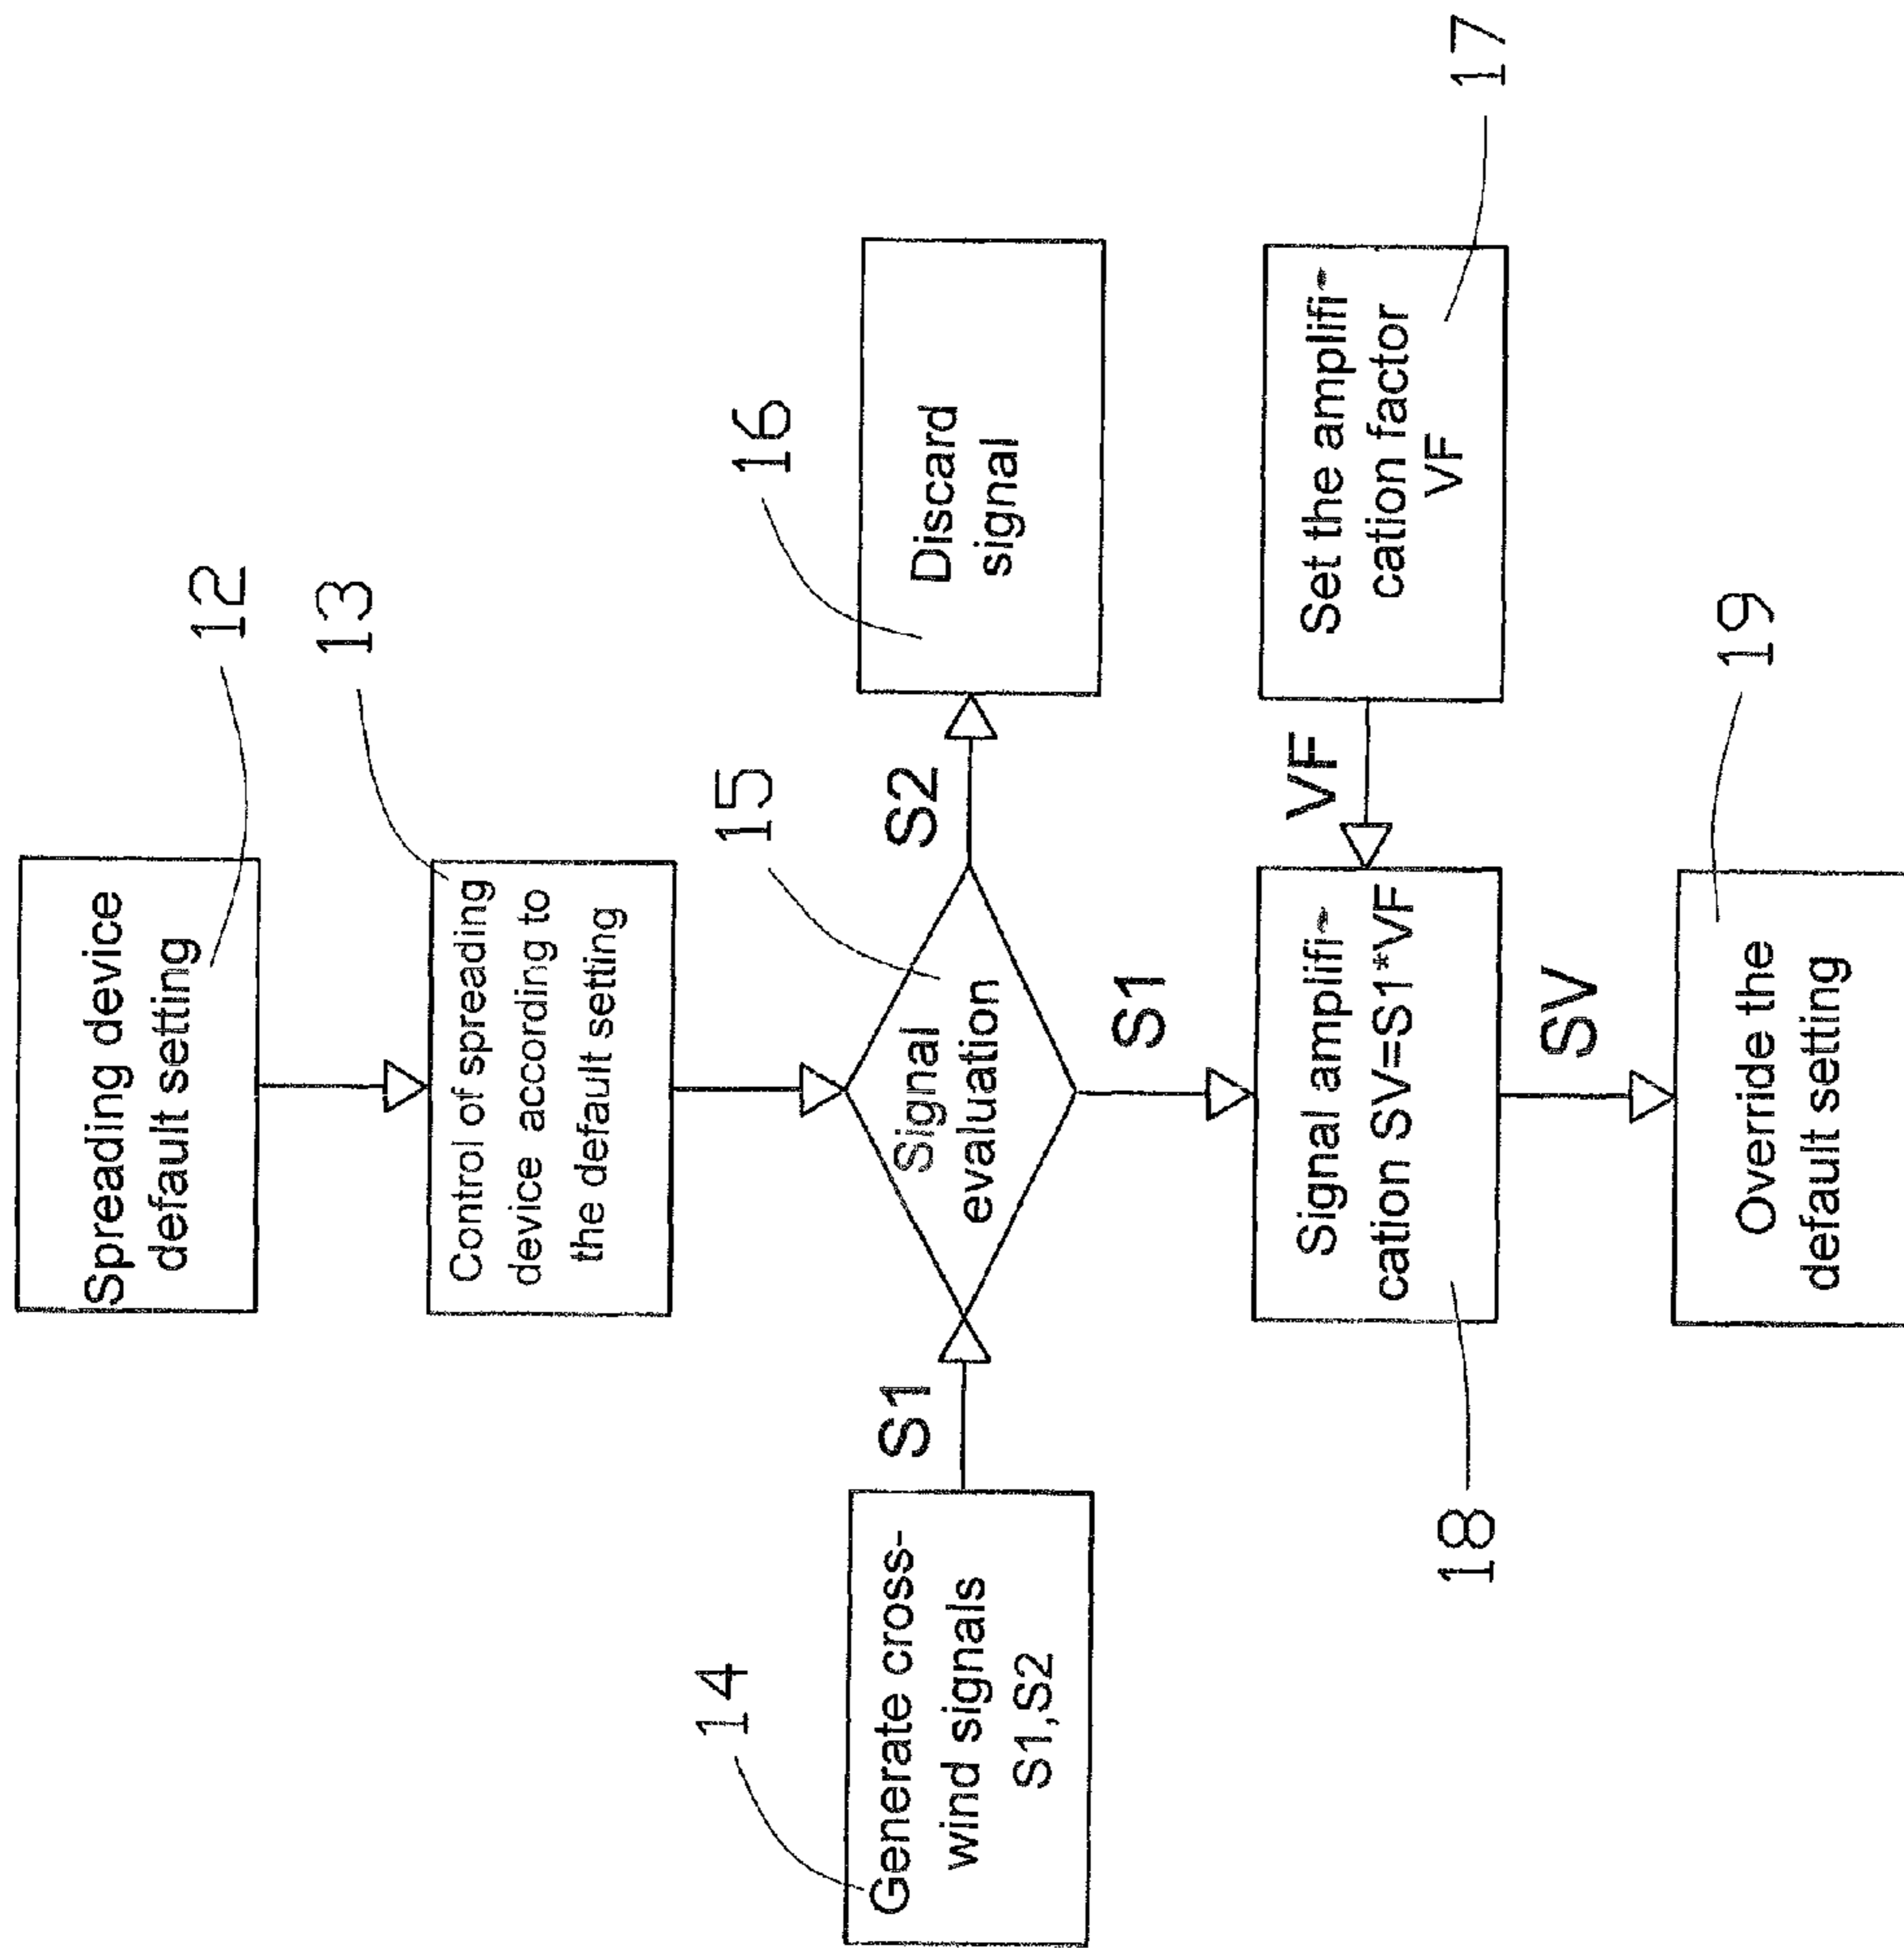 Spreading device
default setting
12
Control of spreading
device according to
the default setting
13
Generate cross-
wind signals
S1,S2
14
S1
Signal
evaluation
15
S2
Discard
signal
16
S1
Signal amplifi-
cation SV=S1*VF
18
VF
Set the amplifi-
cation factor
VF
17
SV
Override the
default setting
19